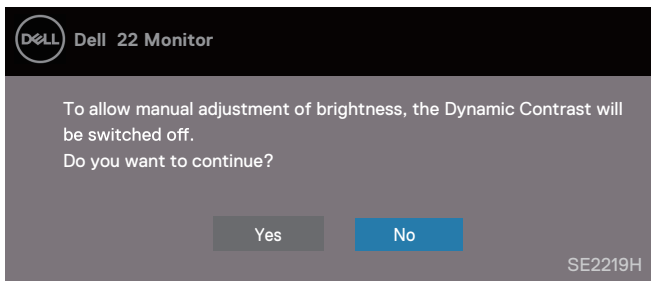 DELL Dell 22 Monitor
To allow manual adjustment of brightness, the Dynamic Contrast will
be switched off.
Do you want to continue?
Yes No
SE2219H